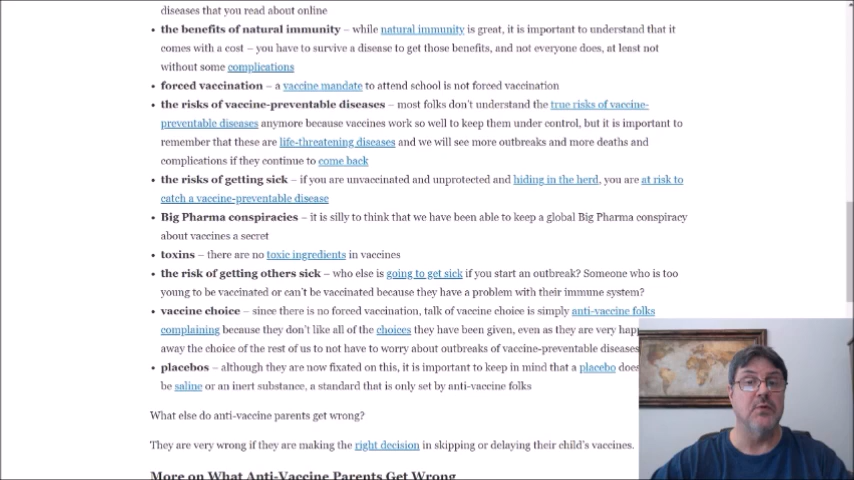 diseases that you read about online
• the benefits of natural immunity – while natural immunity is great, it is important to understand that it
comes with a cost – you have to survive a disease to get those benefits, and not everyone does, at least not
without some complications
• forced vaccination – a vaccine mandate to attend school is not forced vaccination
• the risks of vaccine-preventable diseases – most folks don't understand the true risks of vaccine-
preventable diseases anymore because vaccines work so well to keep them under control, but it is important to
remember that these are life-threatening diseases and we will see more outbreaks and more deaths and
complications if they continue to come back
• the risks of getting sick – if you are unvaccinated and unprotected and hiding in the herd, you are at risk to
catch a vaccine-preventable disease
• Big Pharma conspiracies – it is silly to think that we have been able to keep a global Big Pharma conspiracy
about vaccines a secret
• toxins – there are no toxic ingredients in vaccines
• the risk of getting others sick – who else is going to get sick if you start an outbreak? Someone who is too
young to be vaccinated or can't be vaccinated because they have a problem with their immune system?
• vaccine choice – since there is no forced vaccination, talk of vaccine choice is simply anti-vaccine folks
complaining because they don't like all of the choices they have been given, even as they are very
away the choice of the rest of us to not have to worry about outbreaks of vaccine-preventable diseases
• placebos – although they are now fixated on this, it is important to keep in mind that a placebo
be saline or an inert substance, a standard that is only set by anti-vaccine folks
What else do anti-vaccine parents get wrong?
They are very wrong if they are making the right decision in skipping or delaying their child's vaccines.
More on What Anti-Vaccine Parents Get Wrong